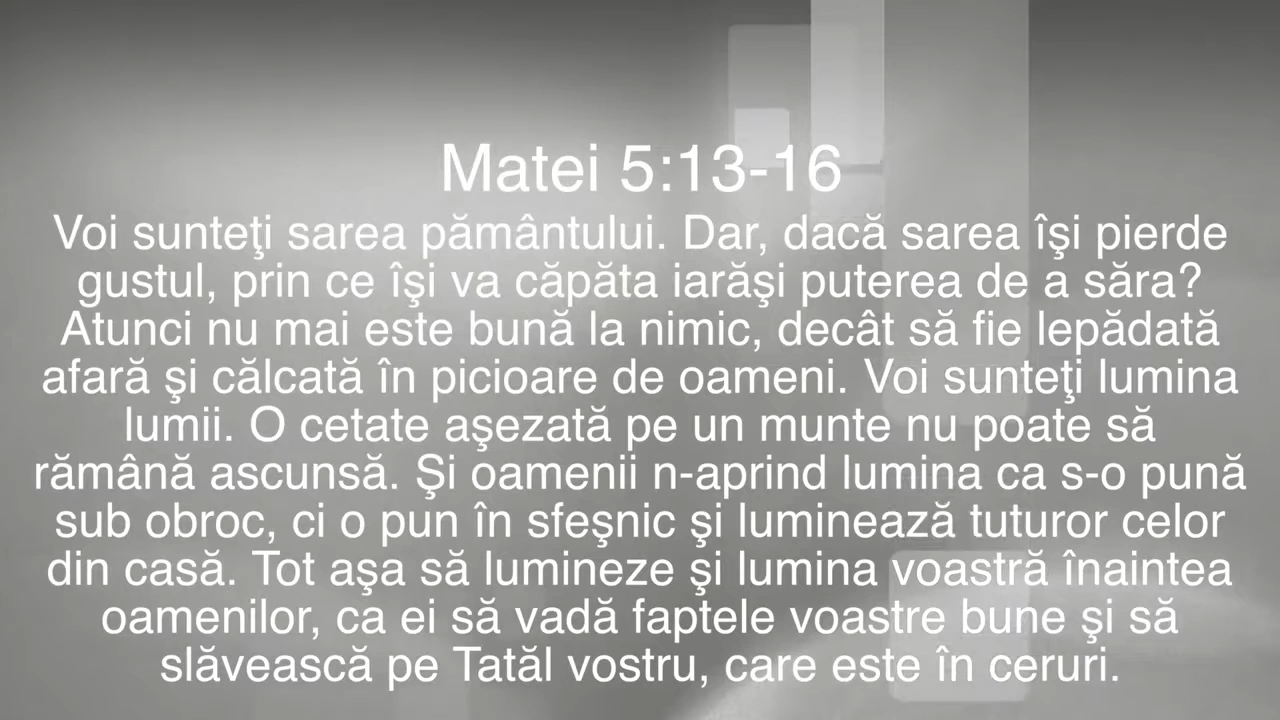 Matei 5:13-16
Voi sunteţi sarea pământului. Dar, dacă sarea îşi pierde
gustul, prin ce îşi va căpăta iarăşi puterea de a săra?
Atunci nu mai este bună la nimic, decât să fie lepădată
afară şi călcată în picioare de oameni. Voi sunteţi lumina
lumii. O cetate aşezată pe un munte nu poate să
rămână ascunsă. Şi oamenii n-aprind lumina ca s-o pună
sub obroc, ci o pun în sfeşnic şi luminează tuturor celor
din casă. Tot aşa să lumineze şi lumina voastră înaintea
oamenilor, ca ei să vadă faptele voastre bune şi să
slăvească pe Tatăl vostru, care este în ceruri.